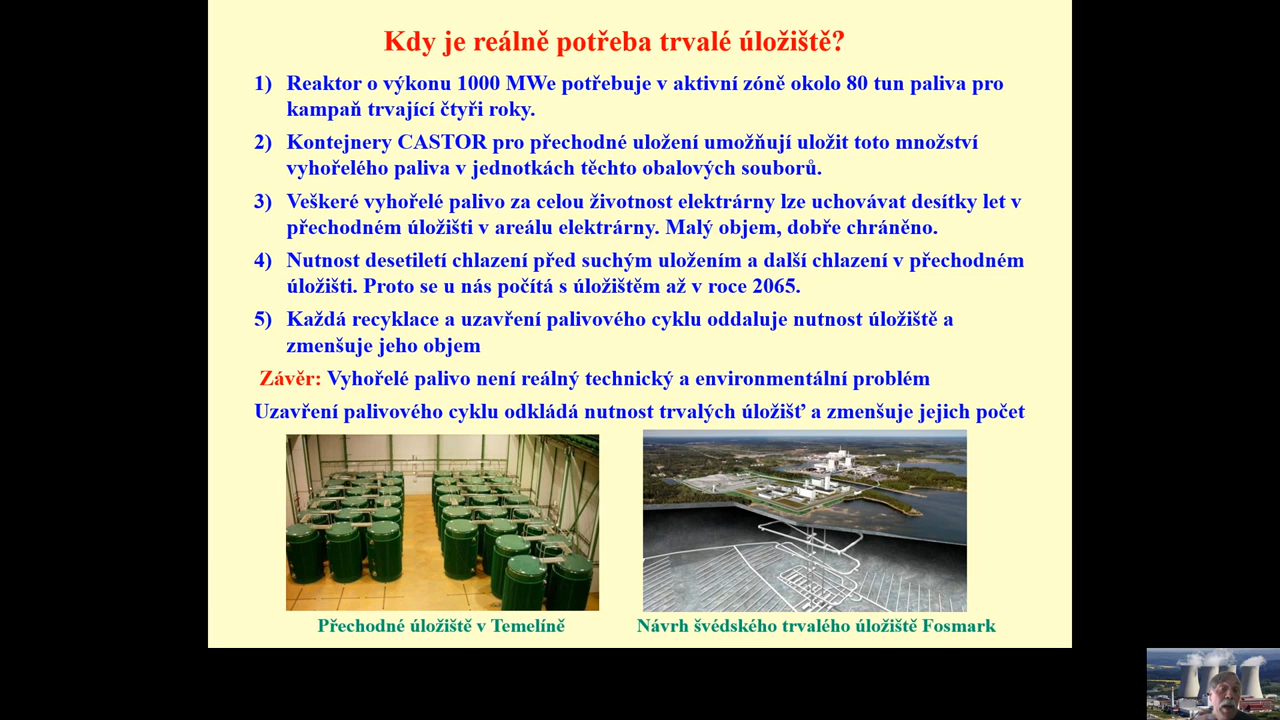 Kdy je reálně potřeba trvalé úložiště?
1) Reaktor o výkonu 1000 MWe potřebuje v aktivní zóně okolo 80 tun paliva pro
kampaň trvající čtyři roky.
2) Kontejnery CASTOR pro přechodné uložení umožňují uložit toto množství
vyhořelého paliva v jednotkách těchto obalových souborů.
3) Veškeré vyhořelé palivo za celou životnost elektrárny lze uchovávat desítky let v
přechodném úložišti v areálu elektrárny. Malý objem, dobře chráněno.
4) Nutnost desetiletí chlazení před suchým uložením a další chlazení v přechodném
úložišti. Proto se u nás počítá s úložištěm až v roce 2065.
5) Každá recyklace a uzavření palivového cyklu oddaluje nutnost úložiště a
zmenšuje jeho objem
Závěr: Vyhořelé palivo není reálný technický a environmentální problém
Uzavření palivového cyklu odkládá nutnost trvalých úložišť a zmenšuje jejich počet
Přechodné úložiště v Temelíně
Návrh švédského trvalého úložiště Fosmark